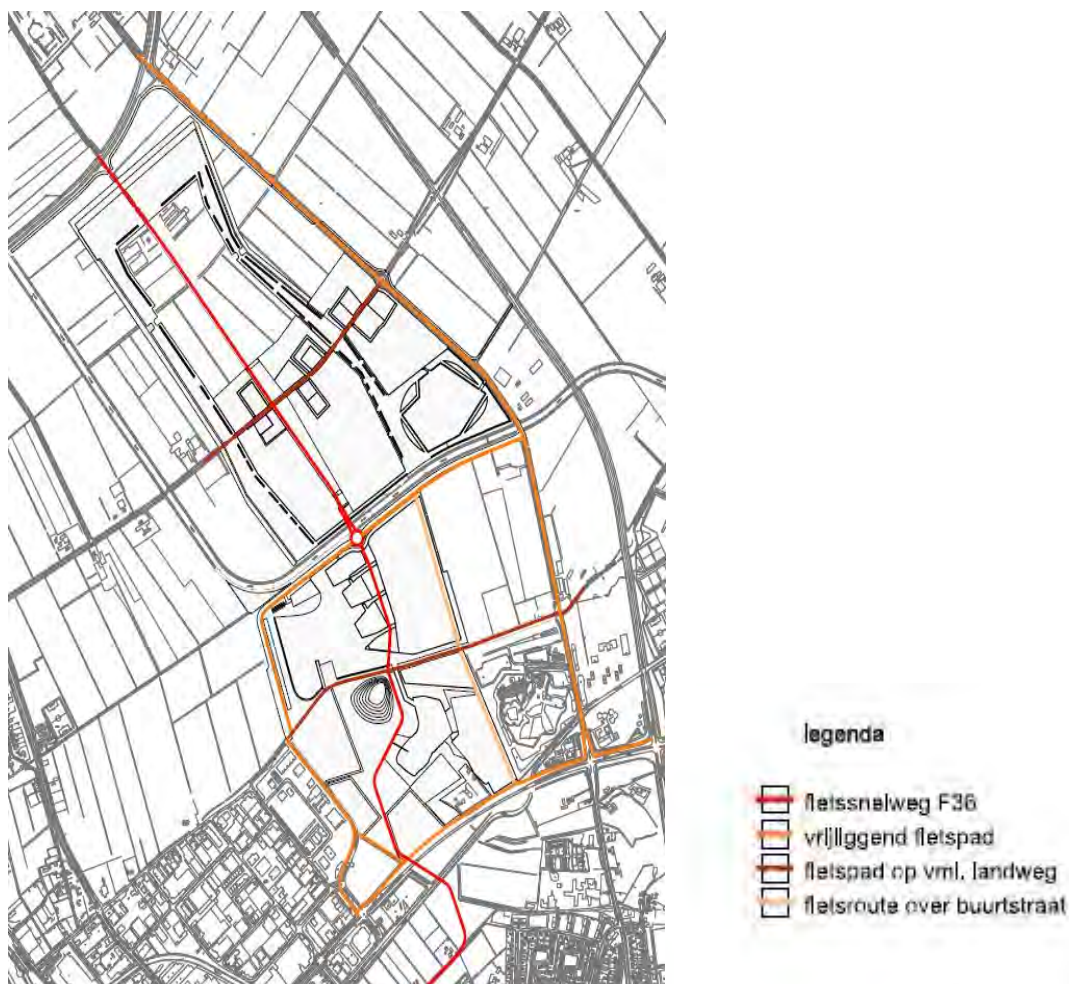 legenda
fietssnelweg F36
vrijliggend fietspad
fietspad op vml. landweg
fietsroute over buurtstraat